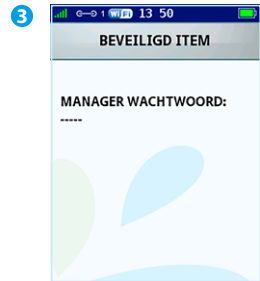 3
1 WiFi 13 50
BEVEILIGD ITEM
MANAGER WACHTWOORD:
-----